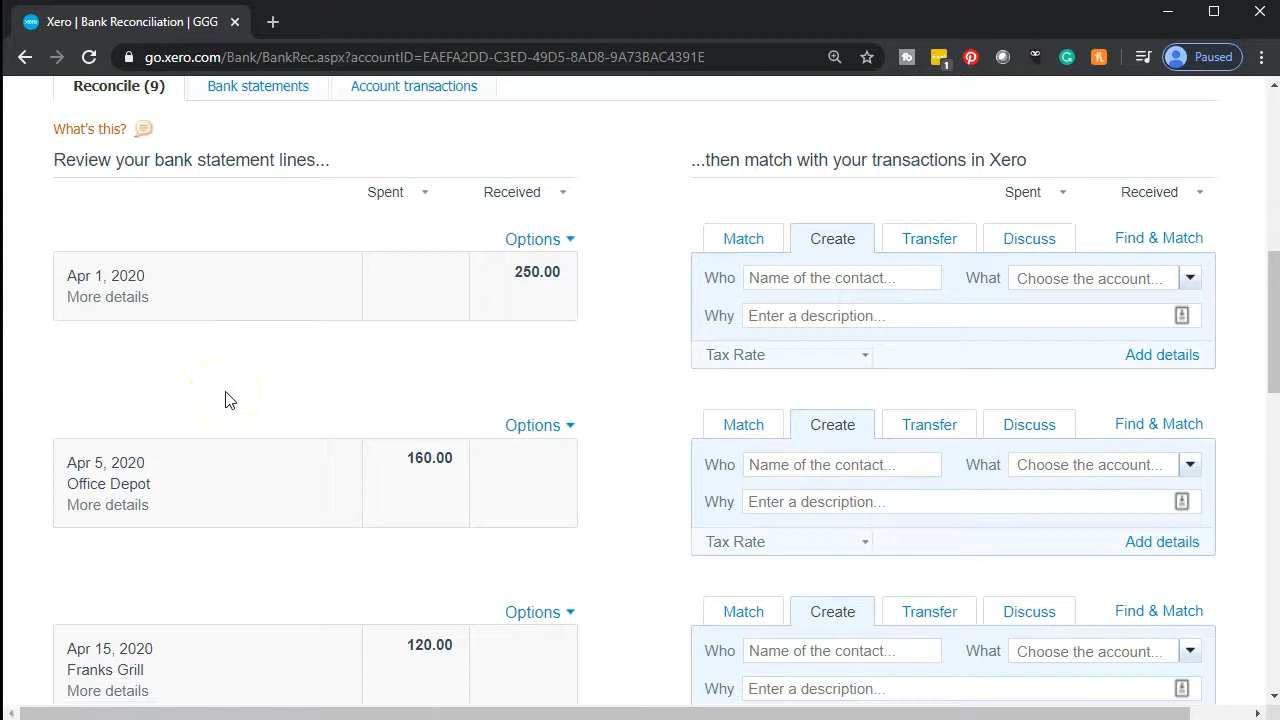 Xero | Bank Reconciliation | GGG
go.xero.com/Bank/BankRec.aspx?accountID=EAEFA2DD-C3ED-49D5-8AD8-9A73BAC4391E
1
Paused
Reconcile (9) Bank statements Account transactions
What's this?
Review your bank statement lines... ...then match with your transactions in Xero
Spent Received Spent Received
Options Match Create Transfer Discuss Find & Match
Apr 1, 2020 250.00 Who Name of the contact... What Choose the account...
More details
Why Enter a description...
Tax Rate Add details
Options Match Create Transfer Discuss Find & Match
Apr 5, 2020 160.00 Who Name of the contact... What Choose the account...
Office Depot
More details Why Enter a description...
Tax Rate Add details
Options Match Create Transfer Discuss Find & Match
Apr 15, 2020 120.00 Who Name of the contact... What Choose the account...
Franks Grill
More details Why Enter a description...